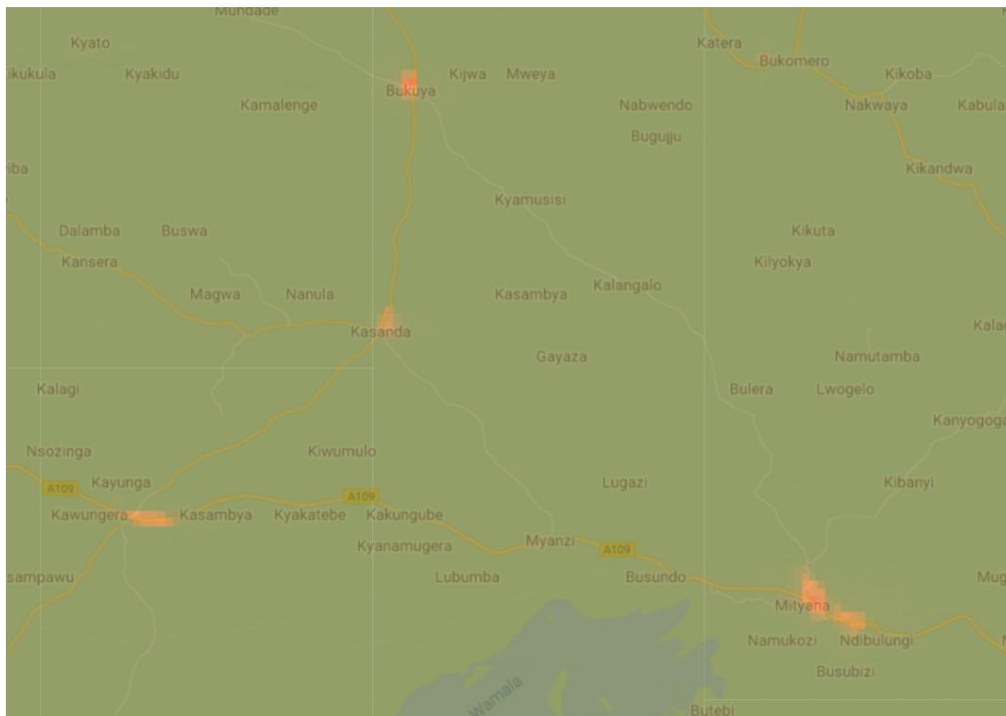 Mundade
Kyato
Katera
Bukomero
Kyakidu
Kijwa
Mweya
Kikoba
Bukuya
Kamalenge
Nabwendo
Nakwaya
Kabula
Bugujju
Kikandwa
Kyamusisi
Dalamba
Buswa
Kikuta
Kansera
Kilyokya
Magwa
Nanula
Kasambya
Kalangalo
Kasanda
Gayaza
Namutamba
Kalagi
Bulera
Lwogelo
Kanyogoga
Nsozinga
Kiwumulo
Kayunga
Lugazi
Kibanyi
A109
A109
Kawungera
Kasambya
Kyakatebe
Kakungube
Kyanamugera
Myanzi
A109
sampawu
Lubumba
Busundo
Mityana
Namukozi
Ndibulungi
Busubizi
Wamala
Butebi